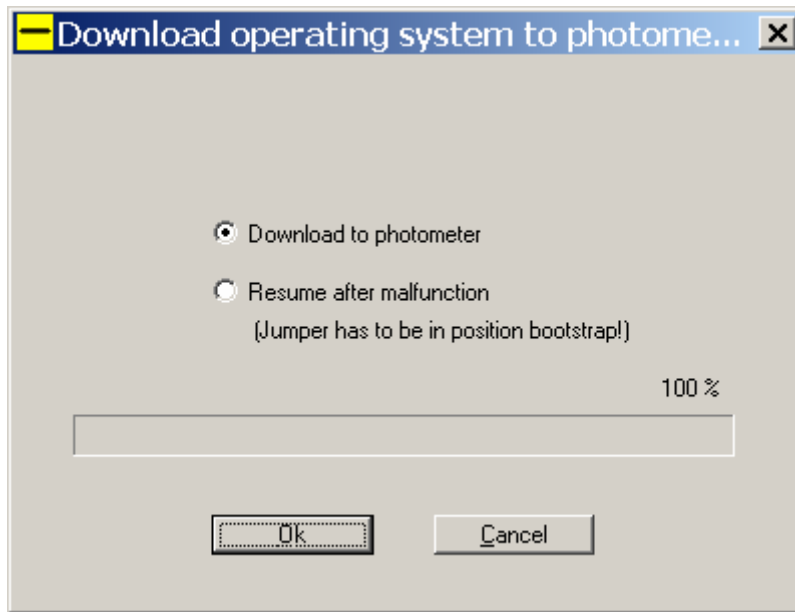 Download operating system to photome...
Download to photometer
Resume after malfunction
(Jumper has to be in position bootstrap!)
100 %
Ok
Cancel